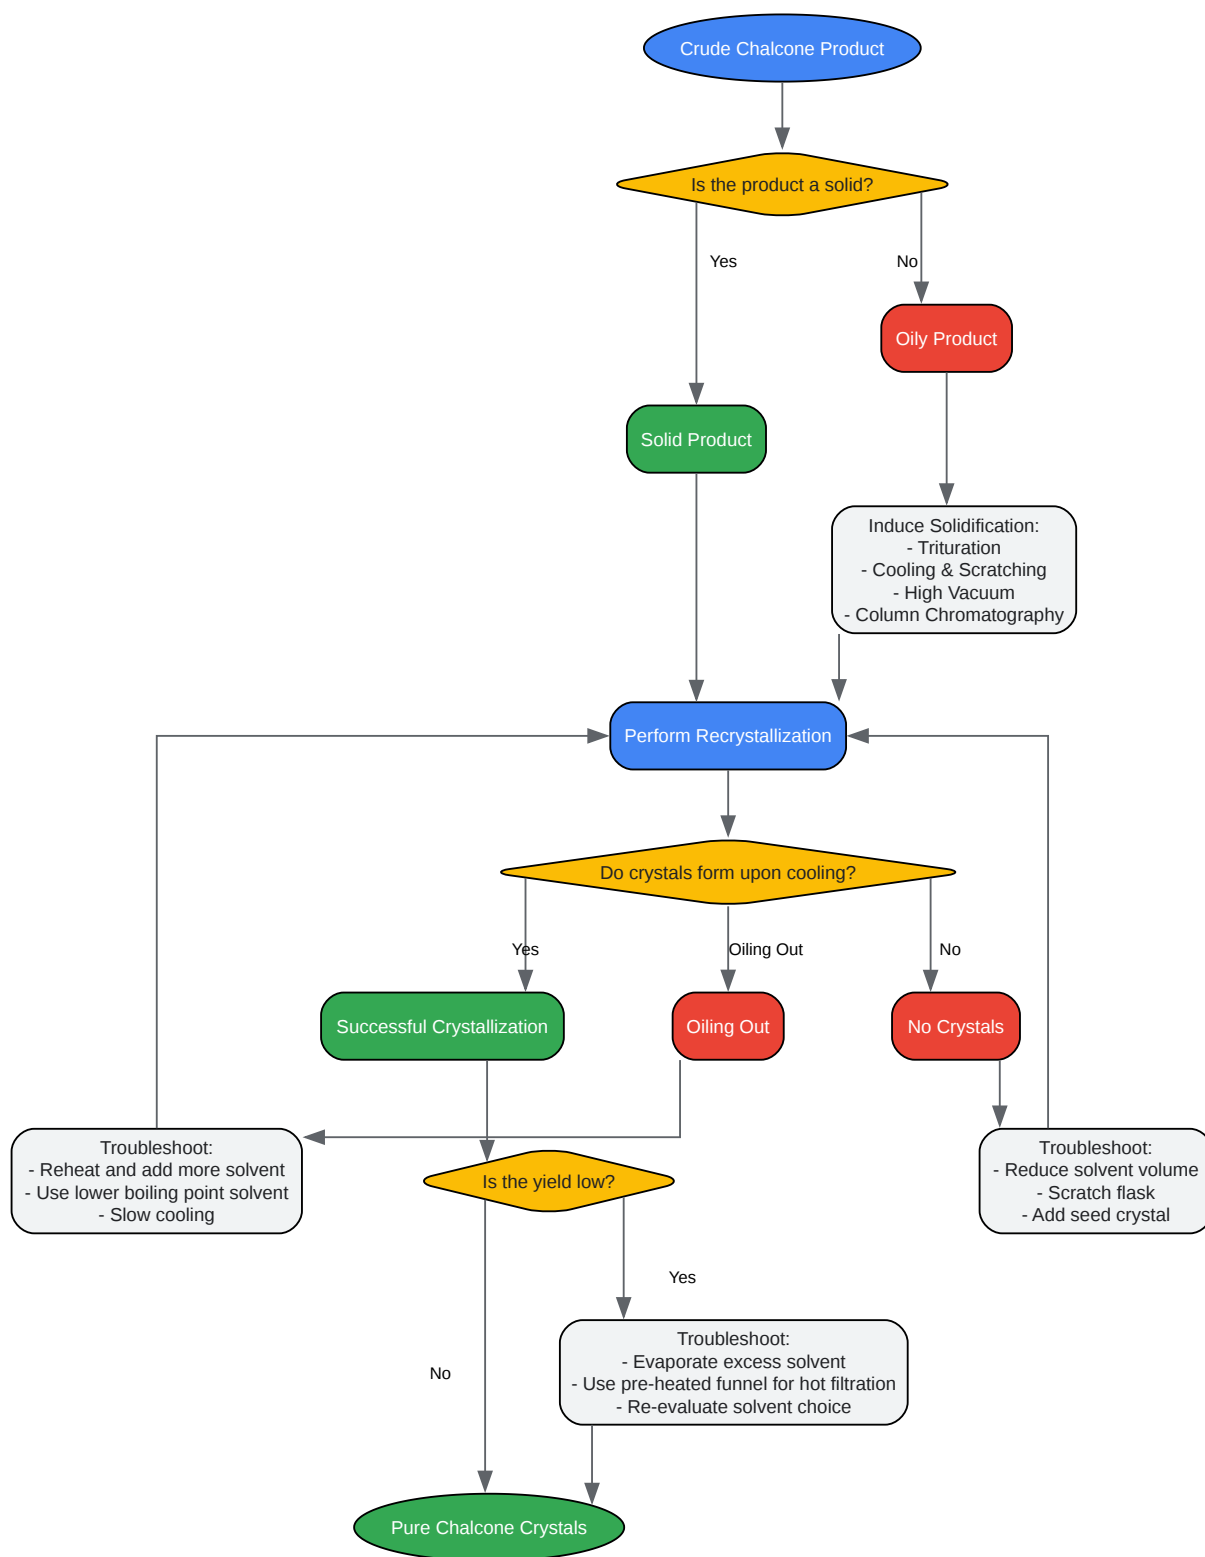 Crude Chalcone Product
Is the product a solid?
Yes
No
Oily Product
Solid Product
Induce Solidification:
- Trituration
- Cooling & Scratching
- High Vacuum
- Column Chromatography
Perform Recrystallization
Do crystals form upon cooling?
Yes
Oiling Out
No
Successful Crystallization
Oiling Out
No Crystals
Troubleshoot:
- Reheat and add more solvent
- Use lower boiling point solvent
- Slow cooling
Troubleshoot:
- Reduce solvent volume
- Scratch flask
- Add seed crystal
Is the yield low?
Yes
No
Troubleshoot:
- Evaporate excess solvent
- Use pre-heated funnel for hot filtration
- Re-evaluate solvent choice
Pure Chalcone Crystals